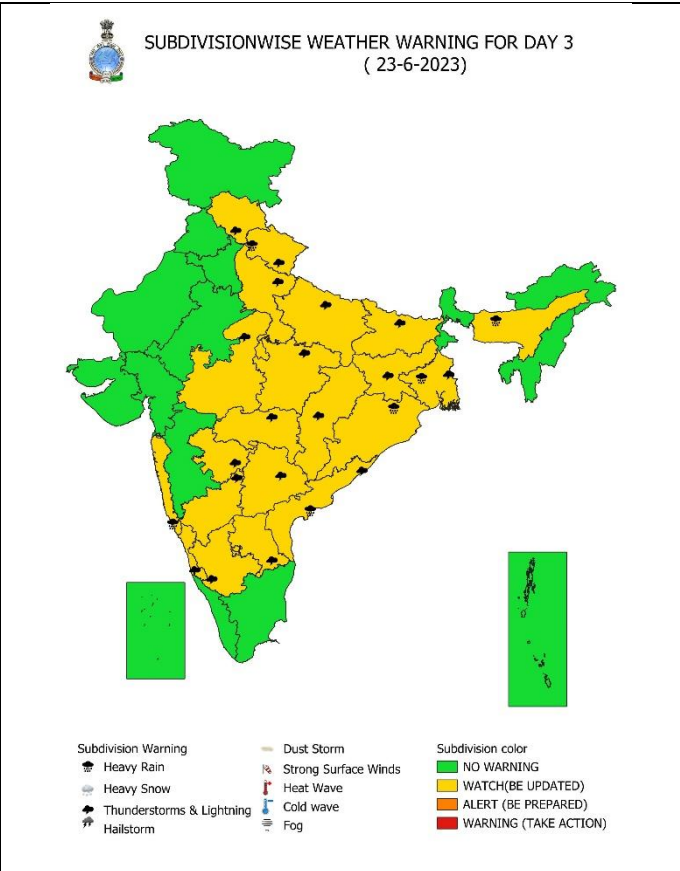 SUBDIVISIONWISE WEATHER WARNING FOR DAY 3
( 23-6-2023)
Subdivision Warning
Heavy Rain
Heavy Snow
Thunderstorms & Lightning
Hailstorm
Dust Storm
Strong Surface Winds
Heat Wave
Cold wave
Fog
Subdivision color
NO WARNING
WATCH(BE UPDATED)
ALERT (BE PREPARED)
WARNING (TAKE ACTION)